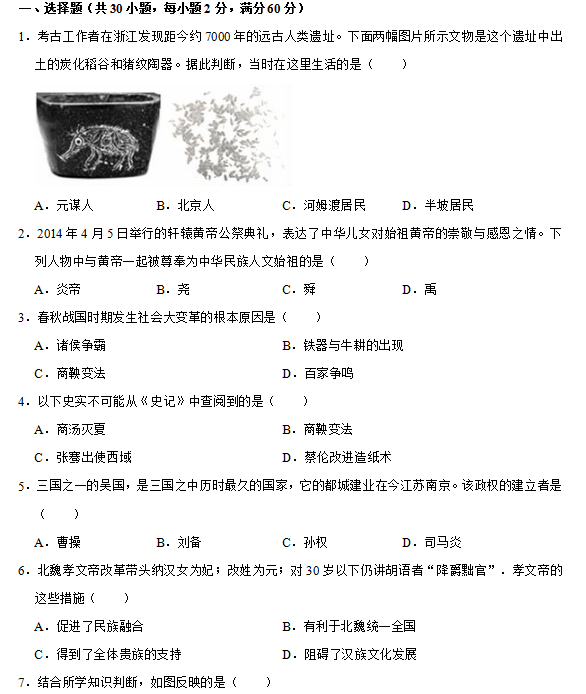 一、选择题(共30小题,每小题2分,满分60分)
1.考古工作者在浙江发现距今约7000年的远古人类遗址。下面两幅图片所示文物是这个遗址中出
土的炭化稻谷和猪纹陶器。据此判断,当时在这里生活的是( )
A.元谋人 B.北京人 C.河姆渡居民 D.半坡居民
2.2014年4月5日举行的轩辕黄帝公祭典礼,表达了中华儿女对始祖黄帝的崇敬与感恩之情。下
列人物中与黄帝一起被尊奉为中华民族人文始祖的是( )
A.炎帝 B.尧 C.舜 D.禹
3.春秋战国时期发生社会大变革的根本原因是( )
A.诸侯争霸 B.铁器与牛耕的出现
C.商鞅变法 D.百家争鸣
4.以下史实不可能从《史记》中查阅到的是( )
A.商汤灭夏 B.商鞅变法
C.张骞出使西域 D.蔡伦改进造纸术
5.三国之一的吴国,是三国之中历时最久的国家,它的都城建业在今江苏南京。该政权的建立者是
( )
A.曹操 B.刘备 C.孙权 D.司马炎
6.北魏孝文帝改革带头纳汉女为妃;改姓为元;对30岁以下仍讲胡语者“降爵黜官”.孝文帝的
这些措施( )
A.促进了民族融合 B.有利于北魏统一全国
C.得到了全体贵族的支持 D.阻碍了汉族文化发展
7.结合所学知识判断,如图反映的是( )